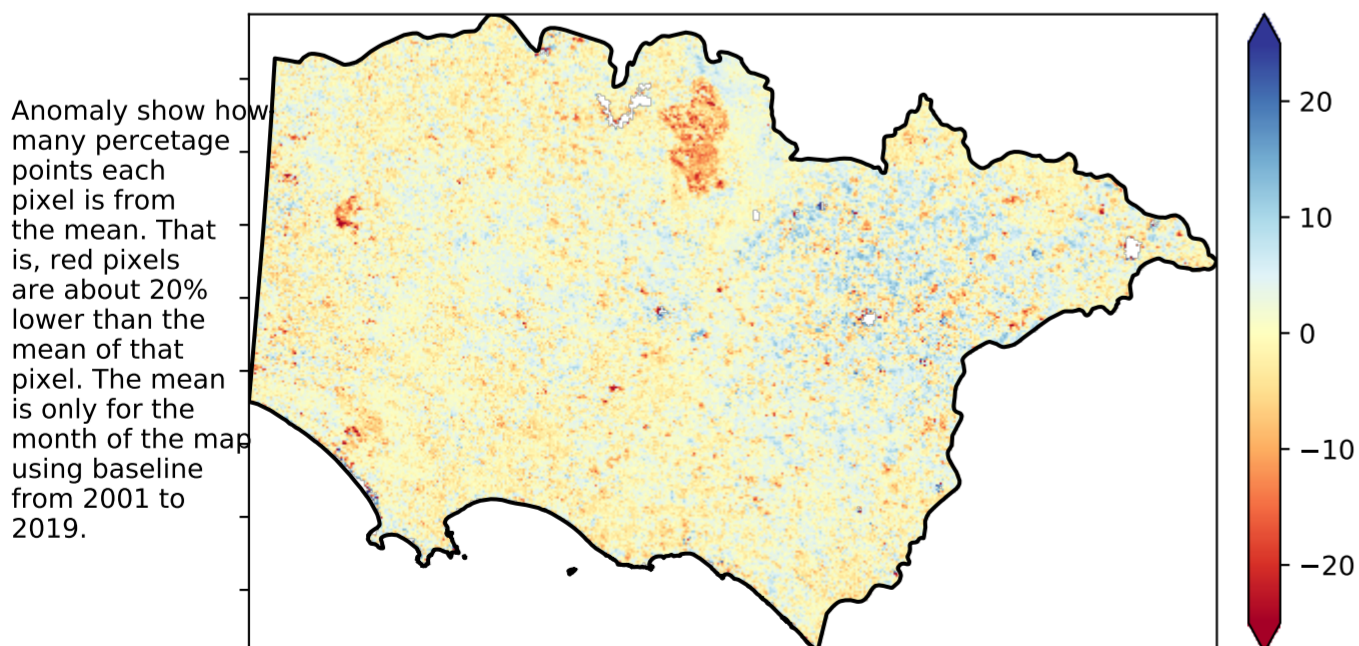 Anomaly show how
many percetage
points each
pixel is from
the mean. That
is, red pixels
are about 20%
lower than the
mean of that
pixel. The mean
is only for the
month of the map
using baseline
from 2001 to
2019.
20
10
0
−10
−20